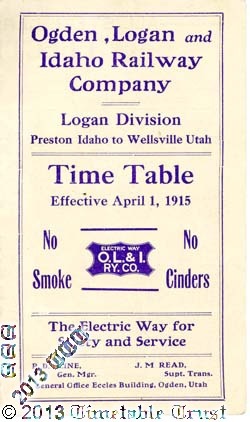 Ogden, Logan and
Idaho Railway
Company
Logan Division
Preston Idaho to Wellsville Utah
Time Table
Effective April 1, 1915
No Smoke
ELECTRIC WAY
O. L. & I.
RY. CO.
No Cinders
The Electric Way for
and Service
J. M READ,
Gen. Mgr.
Supt. Trans.
General Office Eccles Building, Ogden, Utah
2013
© 2013 Timetable Trust